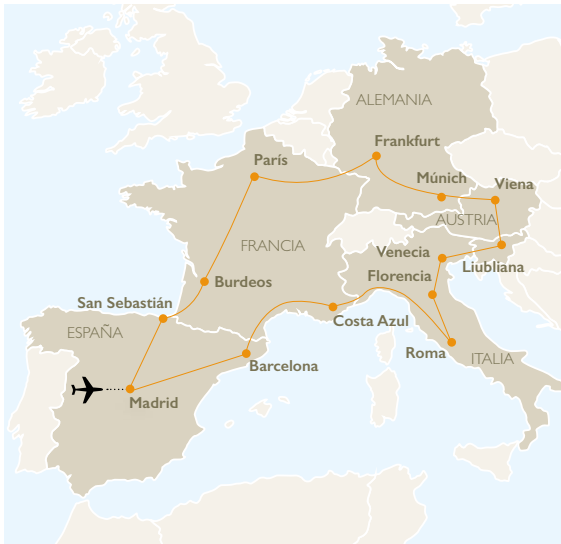 ALEMANIA
Frankfurt
París
Múnich
Viena
AUSTRIA
FRANCIA
Venecia
Liubliana
Florencia
Burdeos
San Sebastián
Costa Azul
ESPAÑA
Roma
ITALIA
Barcelona
Madrid